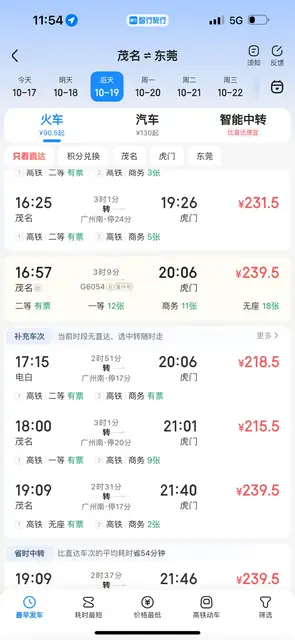 11:54
智行旅行
5G
茂名 ⇌ 东莞
须知
反馈
今天 明天 后天 周一 周二 周三
10-17 10-18 10-19 10-20 10-21 10-22
火车 汽车 智能中转
¥90.5起 ¥130起 比直达便宜
只看直达 积分兑换 茂名 虎门 东莞
1 高铁 二等 有票 2 高铁 商务 3张
16:25 3时1分 19:26 ¥231.5
茂名 转 虎门
广州南·停24分
1 高铁 二等 有票 2 高铁 商务 5张
16:57 3时9分 20:06 ¥239.5
茂名 G6054 虎门
二等 有票 一等 12张 商务 11张 无座 18张
补充车次 当前时段无直达，选中转随时走 更多 >
17:15 2时51分 20:06 ¥218.5
电白 转 虎门
广州南·停17分
1 高铁 二等 有票 2 高铁 商务 有票
18:00 3时1分 21:01 ¥215.5
茂名 转 虎门
广州南·停20分
1 高铁 一等 有票 2 高铁 商务 9张
19:09 2时31分 21:40 ¥239.5
茂名 转 虎门
广州南·停17分
1 高铁 无座 有票 2 高铁 商务 2张
省时中转 比直达车次的平均耗时省54分钟
19:09 2时37分 21:46 ¥239.5
最早发车 耗时最短 价格最低 高铁动车 筛选